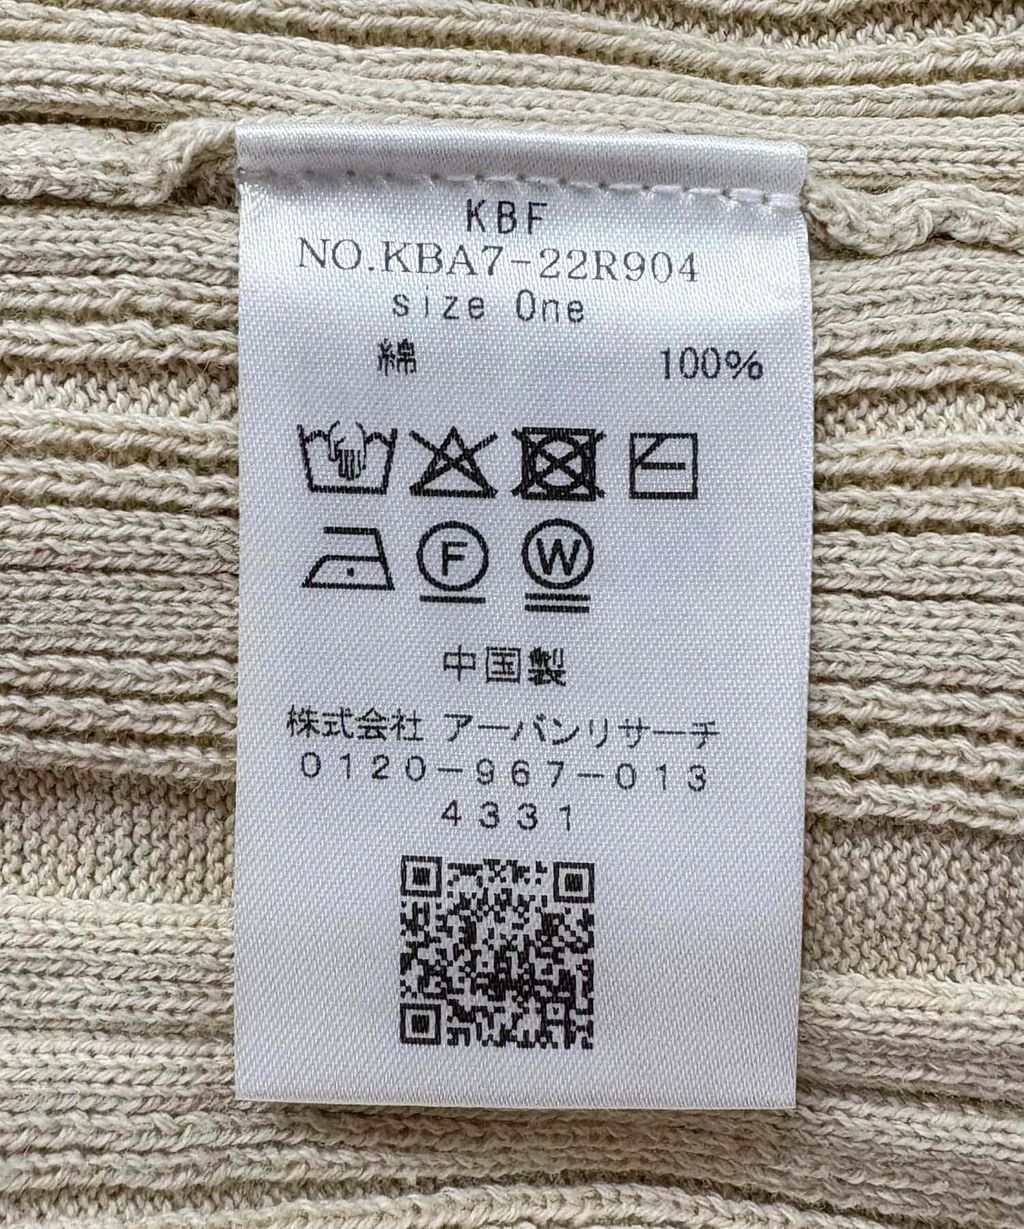 KBF
NO.KBA7-22R904
size One
綿 100%
F W
中国製
株式会社 アーバンリサーチ
0120-967-013
4331